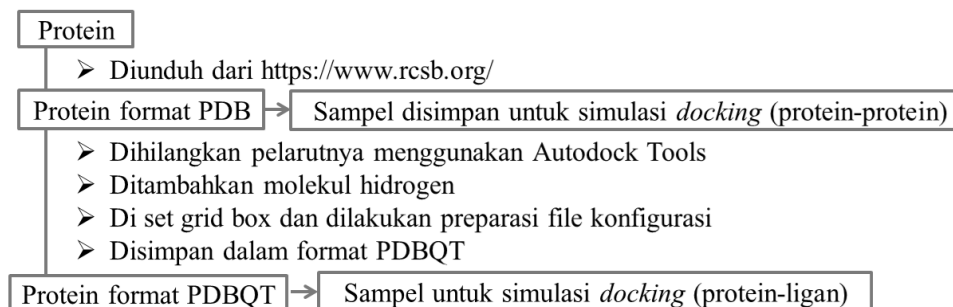 Protein
➢ Diunduh dari https://www.rcsb.org/
Protein format PDB → Sampel disimpan untuk simulasi docking (protein-protein)
➢ Dihilangkan pelarutnya menggunakan Autodock Tools
➢ Ditambahkan molekul hidrogen
➢ Di set grid box dan dilakukan preparasi file konfigurasi
➢ Disimpan dalam format PDBQT
Protein format PDBQT → Sampel untuk simulasi docking (protein-ligan)